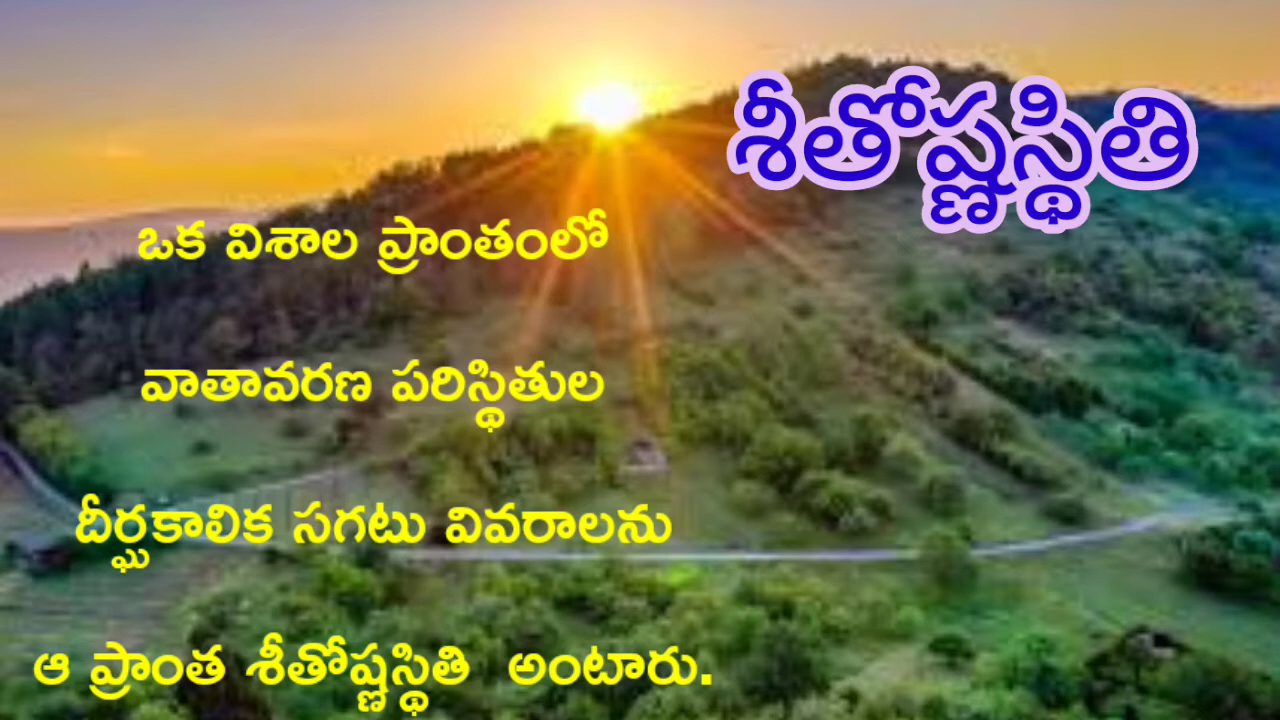 శీతోష్ణస్థితి
ఒక విశాల ప్రాంతంలో
వాతావరణ పరిస్థితుల
దీర్ఘకాలిక సగటు వివరాలను
ఆ ప్రాంత శీతోష్ణస్థితి అంటారు.